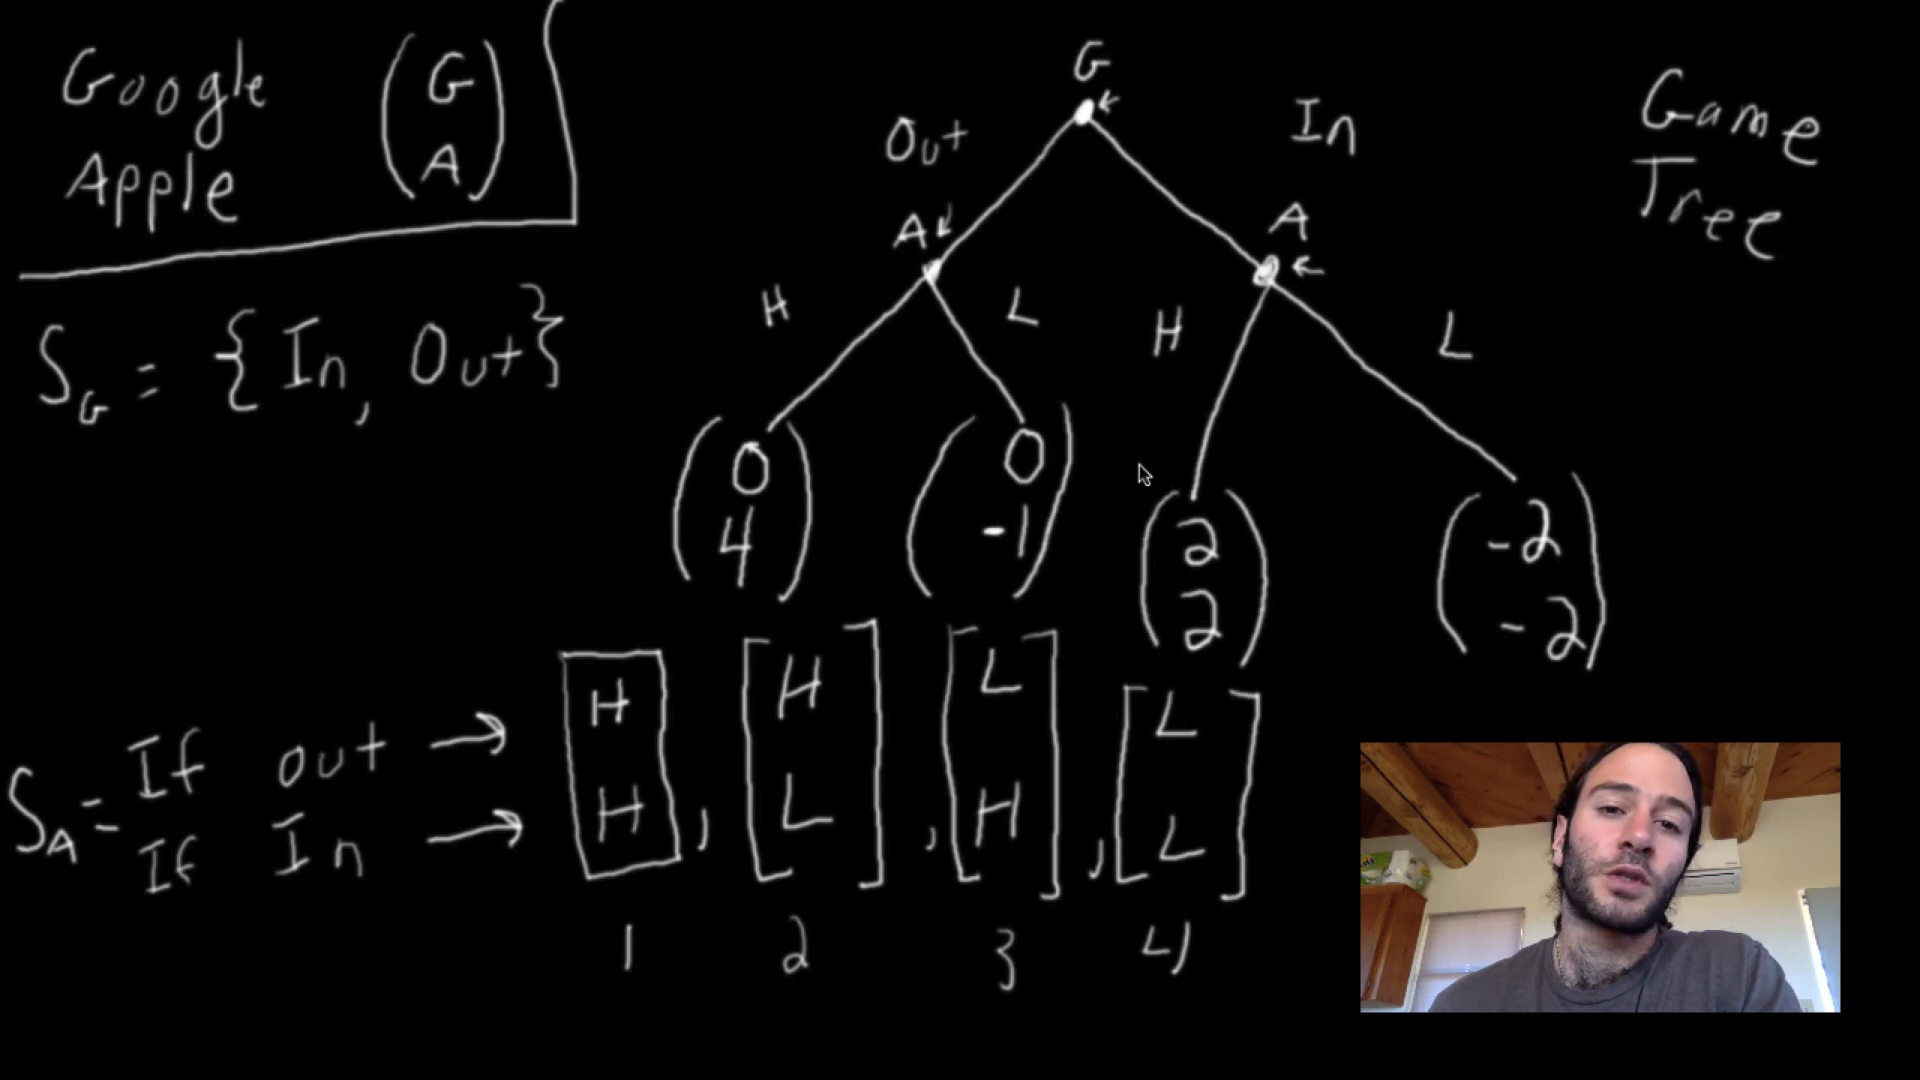 Google
Apple
G
A
S_G = {In, Out}
G
Out
In
A
A
H
L
H
L
0
4
0
-1
2
2
-2
-2
Game
Tree
S_A =
If out →
If In →
H
H
,
H
L
,
L
H
,
L
L
1
2
3
4